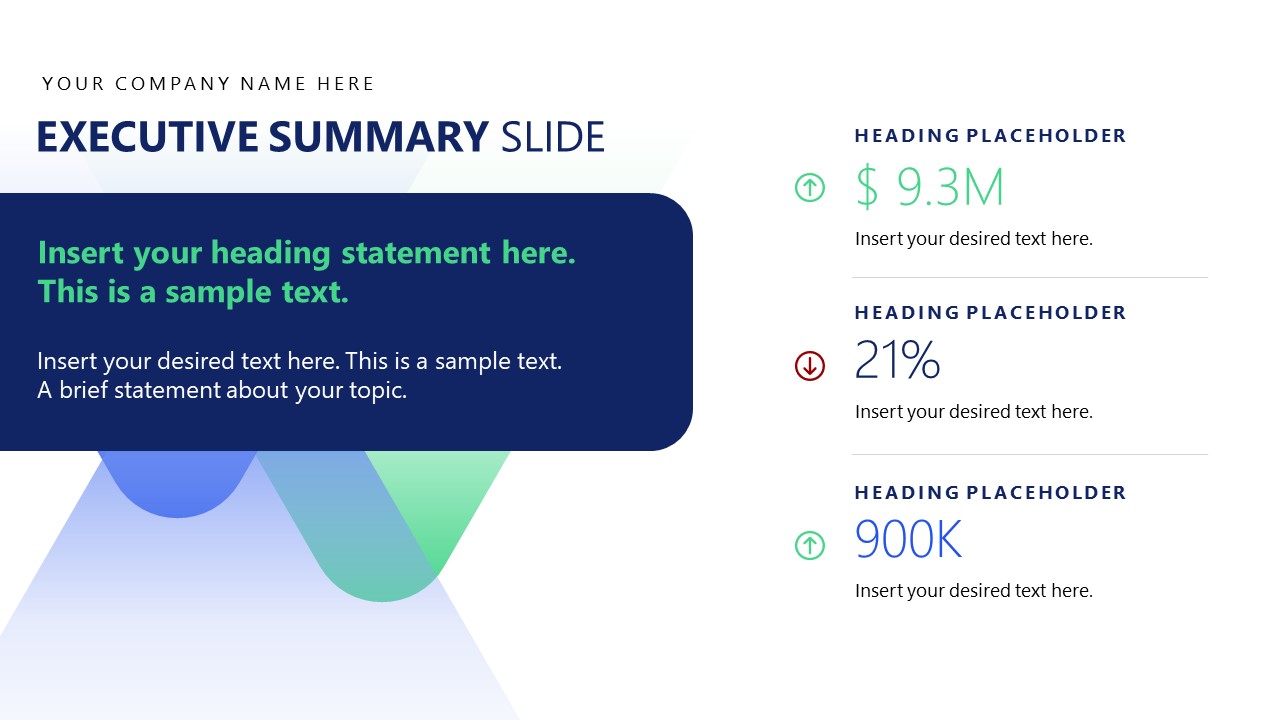 YOUR COMPANY NAME HERE
EXECUTIVE SUMMARY SLIDE
Insert your heading statement here.
This is a sample text.
Insert your desired text here. This is a sample text.
A brief statement about your topic.
HEADING PLACEHOLDER
$ 9.3M
Insert your desired text here.
HEADING PLACEHOLDER
21%
Insert your desired text here.
HEADING PLACEHOLDER
900K
Insert your desired text here.